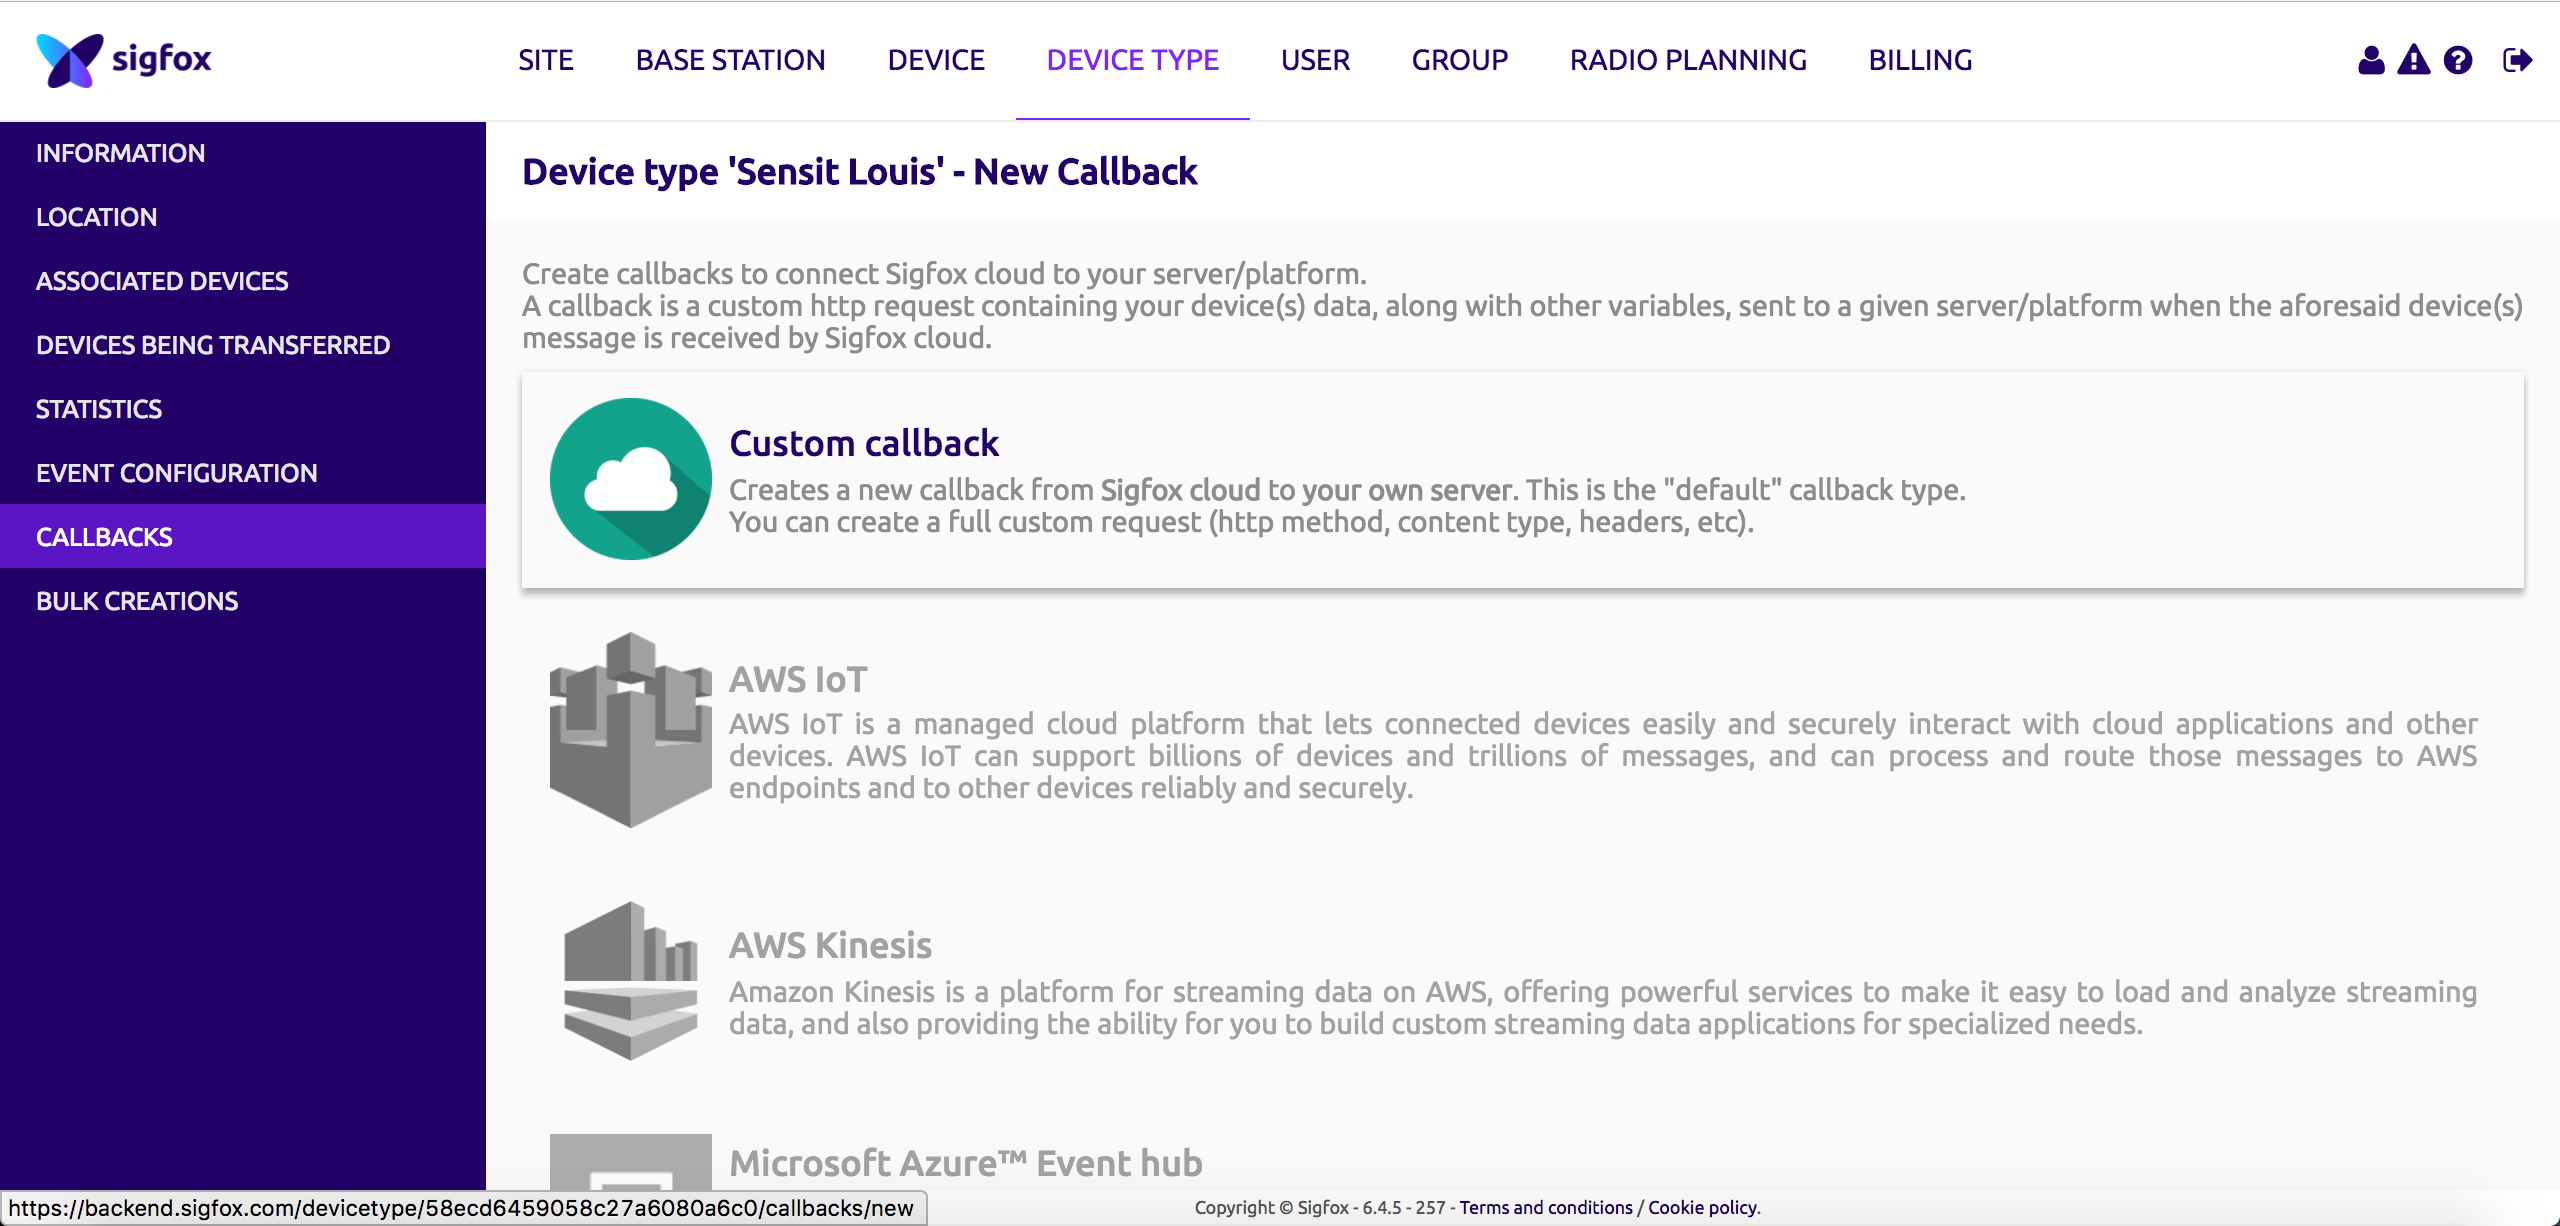 sigfox
SITE BASE STATION DEVICE DEVICE TYPE USER GROUP RADIO PLANNING BILLING
INFORMATION
LOCATION
ASSOCIATED DEVICES
DEVICES BEING TRANSFERRED
STATISTICS
EVENT CONFIGURATION
CALLBACKS
BULK CREATIONS
Device type 'Sensit Louis' - New Callback
Create callbacks to connect Sigfox cloud to your server/platform.
A callback is a custom http request containing your device(s) data, along with other variables, sent to a given server/platform when the aforesaid device(s)
message is received by Sigfox cloud.
Custom callback
Creates a new callback from Sigfox cloud to your own server. This is the "default" callback type.
You can create a full custom request (http method, content type, headers, etc).
AWS IoT
AWS IoT is a managed cloud platform that lets connected devices easily and securely interact with cloud applications and other
devices. AWS IoT can support billions of devices and trillions of messages, and can process and route those messages to AWS
endpoints and to other devices reliably and securely.
AWS Kinesis
Amazon Kinesis is a platform for streaming data on AWS, offering powerful services to make it easy to load and analyze streaming
data, and also providing the ability for you to build custom streaming data applications for specialized needs.
Microsoft Azure™ Event hub
https://backend.sigfox.com/devicetype/58ecd6459058c27a6080a6c0/callbacks/new
Copyright © Sigfox - 6.4.5 - 257 - Terms and conditions / Cookie policy.